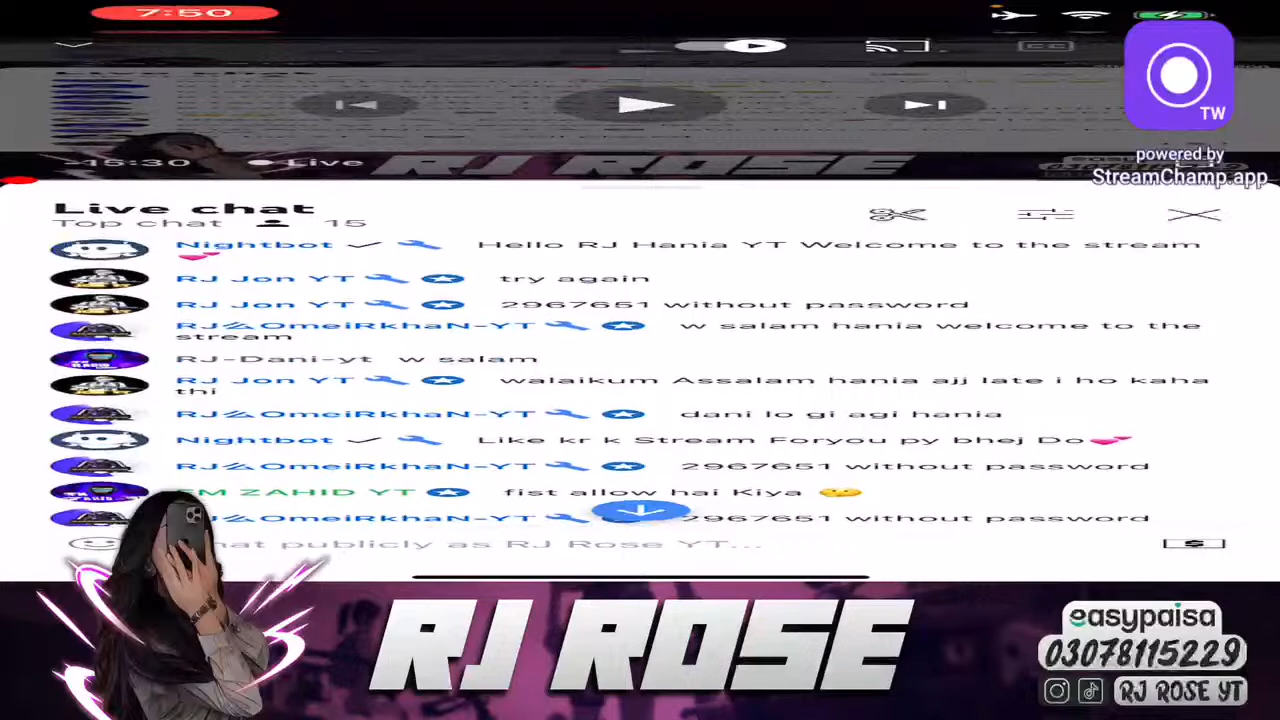 7:50
TW
powered by
StreamChamp.app
-15:30 Live
RJ ROSE
Live chat
Top chat 15
Nightbot Hello RJ Hania YT Welcome to the stream 💕
RJ Jon YT try again
RJ Jon YT 2967651 without password
OmeiRkhaN-YT w salam hania welcome to the
stream
RJ-Dani-yt w salam
RJ Jon YT walaikum Assalam hania ajj late i ho kaha
thi
OmeiRkhaN-YT dani lo gi agi hania
Nightbot Like kr k Stream Foryou py bhej Do💕
OmeiRkhaN-YT 2967651 without password
ZAHID YT fist allow hai Kiya 🤔
OmeiRkhaN-YT 2967651 without password
publicly as RJ Rose YT...
RJ ROSE
easypaisa
03078115229
RJ ROSE YT